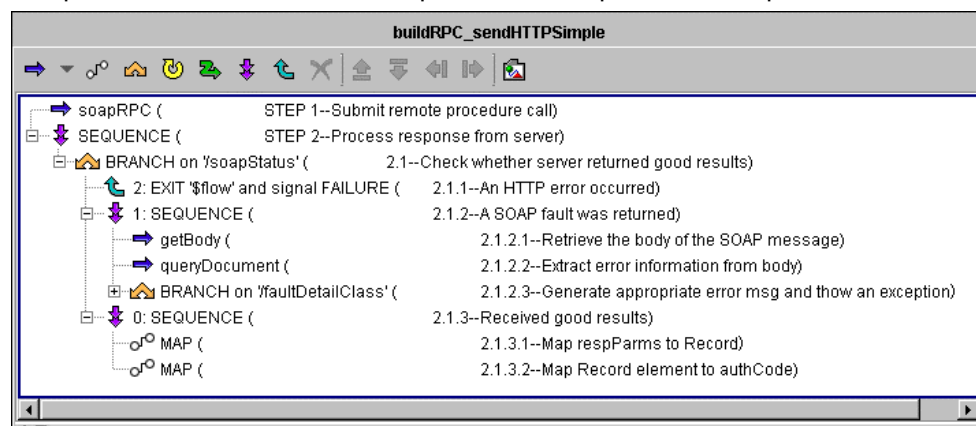 buildRPC_sendHTTPSimple
soapRPC ( STEP 1--Submit remote procedure call)
SEQUENCE ( STEP 2--Process response from server)
BRANCH on '/soapStatus' ( 2.1--Check whether server returned good results)
2: EXIT '$flow' and signal FAILURE ( 2.1.1--An HTTP error occurred)
1: SEQUENCE ( 2.1.2--A SOAP fault was returned)
getBody ( 2.1.2.1--Retrieve the body of the SOAP message)
queryDocument ( 2.1.2.2--Extract error information from body)
BRANCH on '/faultDetailClass' ( 2.1.2.3--Generate appropriate error msg and thow an exception)
0: SEQUENCE ( 2.1.3--Received good results)
MAP ( 2.1.3.1--Map respParms to Record)
MAP ( 2.1.3.2--Map Record element to authCode)